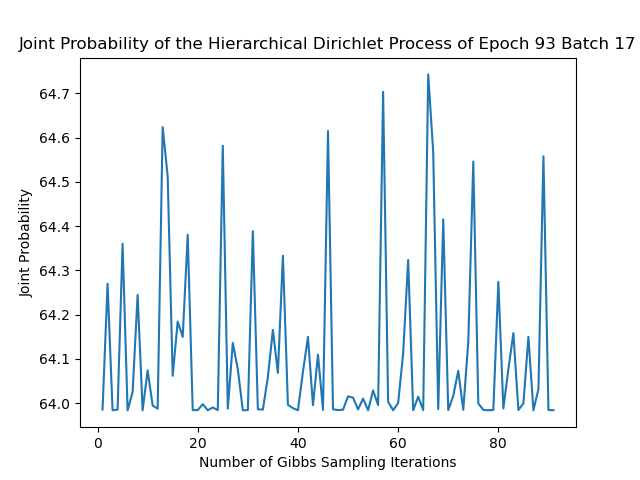 Joint Probability of the Hierarchical Dirichlet Process of Epoch 93 Batch 17
64.7
64.6
64.5
64.4
64.3
64.2
64.1
64.0
Joint Probability
0 20 40 60 80
Number of Gibbs Sampling Iterations